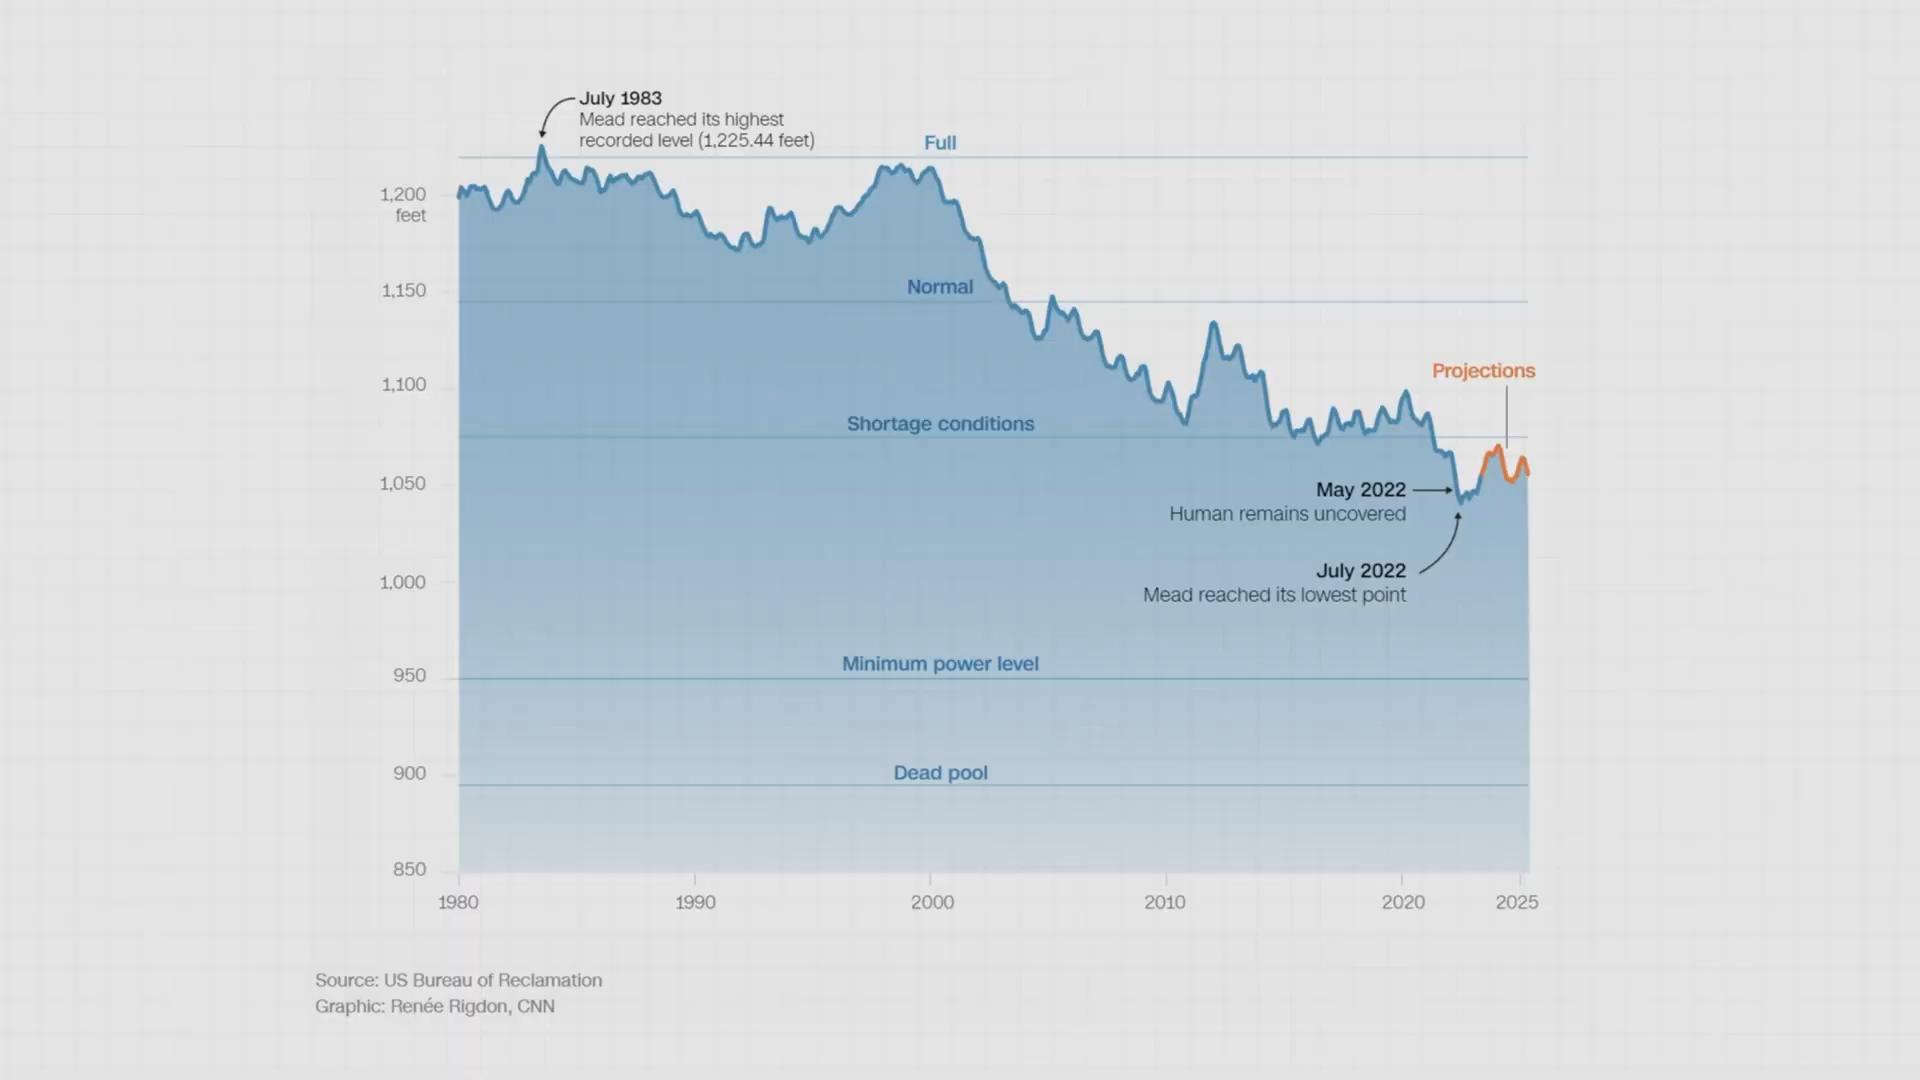 July 1983
Mead reached its highest
recorded level (1,225.44 feet)
Full
1,200
feet
1,150
Normal
1,100
Projections
Shortage conditions
1,050
May 2022
Human remains uncovered
1,000
July 2022
Mead reached its lowest point
950
Minimum power level
900
Dead pool
850
1980
1990
2000
2010
2020
2025
Source: US Bureau of Reclamation
Graphic: Renée Rigdon, CNN